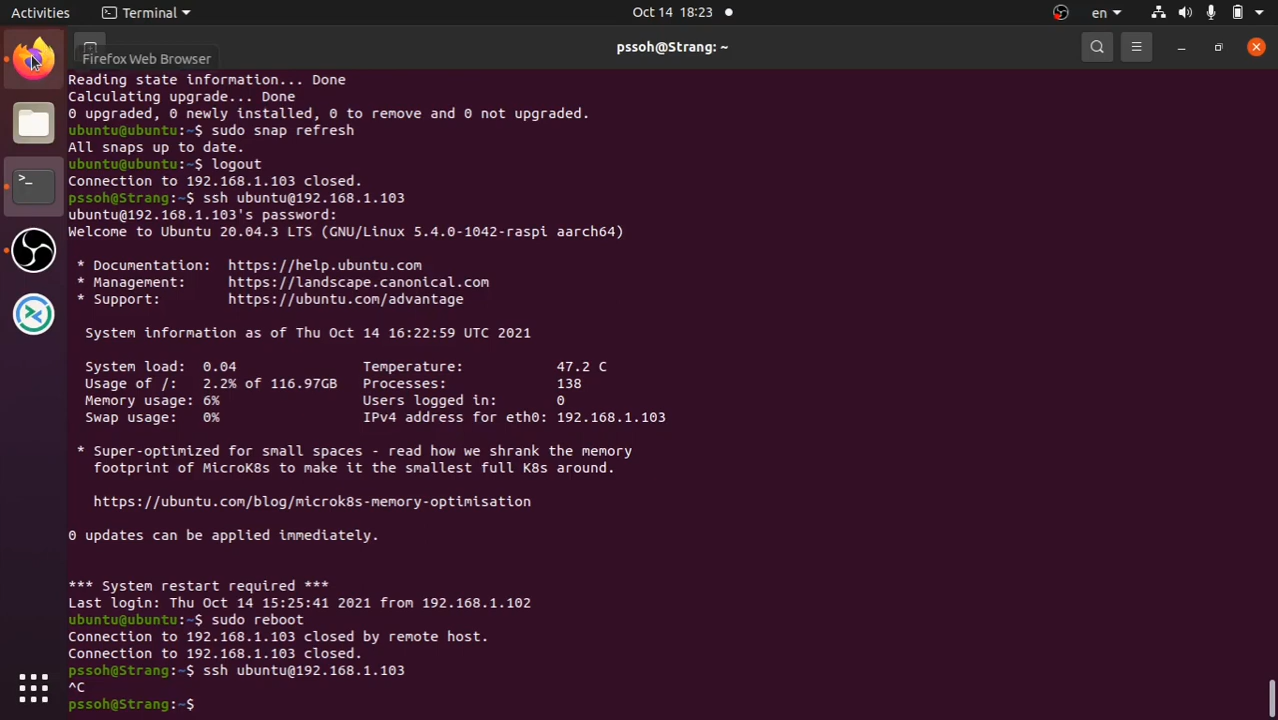 Activities Terminal Oct 14 18:23 en
pssoh@Strang: ~
Firefox Web Browser
Reading state information... Done
Calculating upgrade... Done
0 upgraded, 0 newly installed, 0 to remove and 0 not upgraded.
ubuntu@ubuntu:~$ sudo snap refresh
All snaps up to date.
ubuntu@ubuntu:~$ logout
Connection to 192.168.1.103 closed.
pssoh@Strang:~$ ssh ubuntu@192.168.1.103
ubuntu@192.168.1.103's password:
Welcome to Ubuntu 20.04.3 LTS (GNU/Linux 5.4.0-1042-raspi aarch64)
* Documentation: https://help.ubuntu.com
* Management: https://landscape.canonical.com
* Support: https://ubuntu.com/advantage
System information as of Thu Oct 14 16:22:59 UTC 2021
System load: 0.04 Temperature: 47.2 C
Usage of /: 2.2% of 116.97GB Processes: 138
Memory usage: 6% Users logged in: 0
Swap usage: 0% IPv4 address for eth0: 192.168.1.103
* Super-optimized for small spaces - read how we shrank the memory
footprint of MicroK8s to make it the smallest full K8s around.
https://ubuntu.com/blog/microk8s-memory-optimisation
0 updates can be applied immediately.
*** System restart required ***
Last login: Thu Oct 14 15:25:41 2021 from 192.168.1.102
ubuntu@ubuntu:~$ sudo reboot
Connection to 192.168.1.103 closed by remote host.
Connection to 192.168.1.103 closed.
pssoh@Strang:~$ ssh ubuntu@192.168.1.103
^C
pssoh@Strang:~$